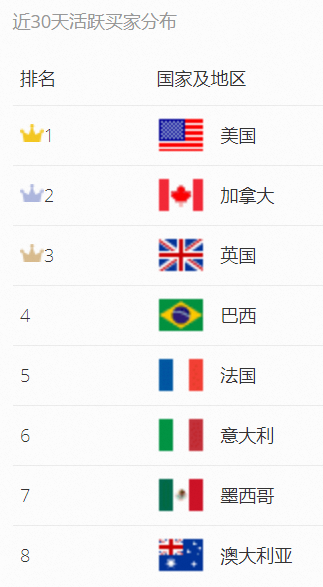 近30天活跃买家分布
排名 国家及地区
1 美国
2 加拿大
3 英国
4 巴西
5 法国
6 意大利
7 墨西哥
8 澳大利亚